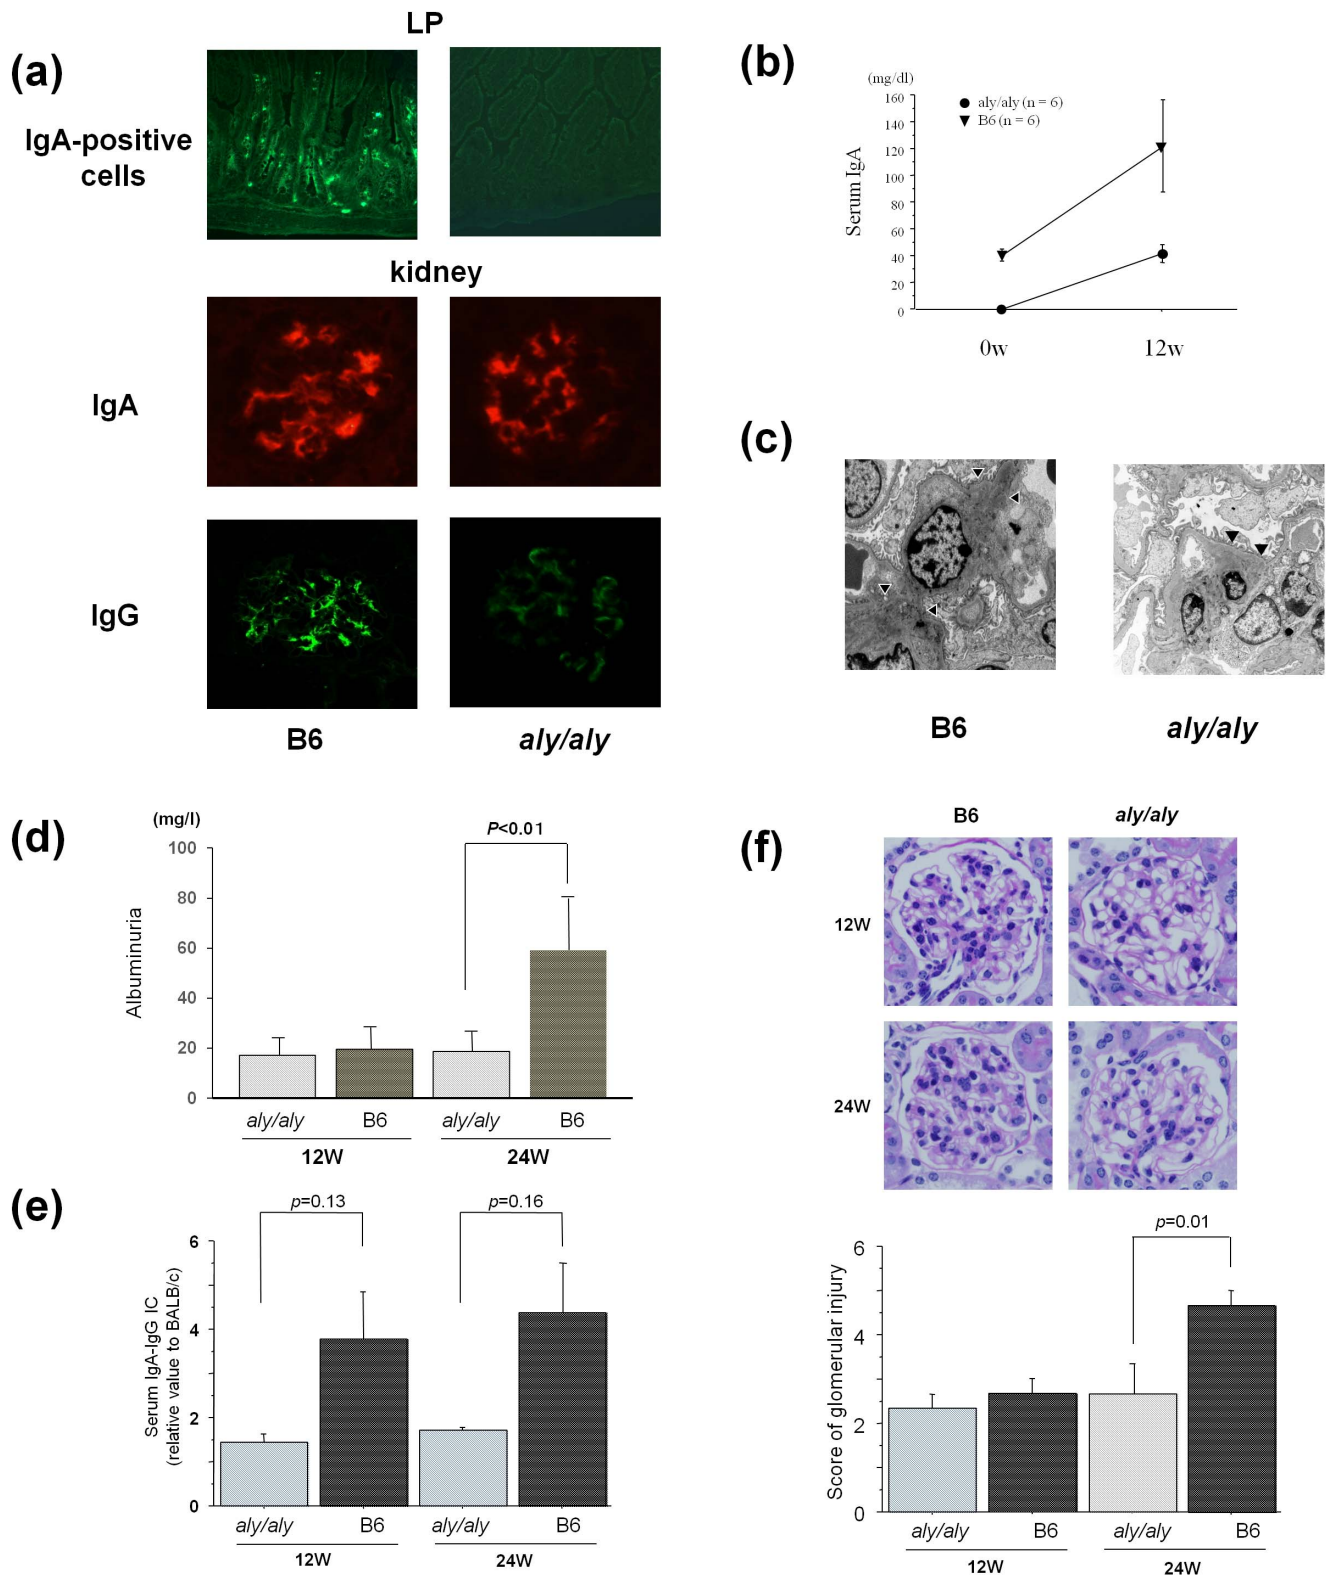 (a)
LP
IgA-positive
cells
kidney
IgA
IgG
B6
aly/aly
(b)
(mg/dl)
160
140
120
100
80
60
40
20
0
Serum IgA
aly/aly (n = 6)
B6 (n = 6)
0w
12w
(c)
B6
aly/aly
(d)
(mg/l)
100
80
60
40
20
0
Albuminuria
P<0.01
aly/aly
B6
aly/aly
B6
12W
24W
(e)
p=0.13
p=0.16
6
4
2
0
Serum IgA-IgG IC
(relative value to BALB/c)
aly/aly
B6
aly/aly
B6
12W
24W
(f)
B6
aly/aly
12W
24W
p=0.01
6
4
2
0
Score of glomerular injury
aly/aly
B6
aly/aly
B6
12W
24W